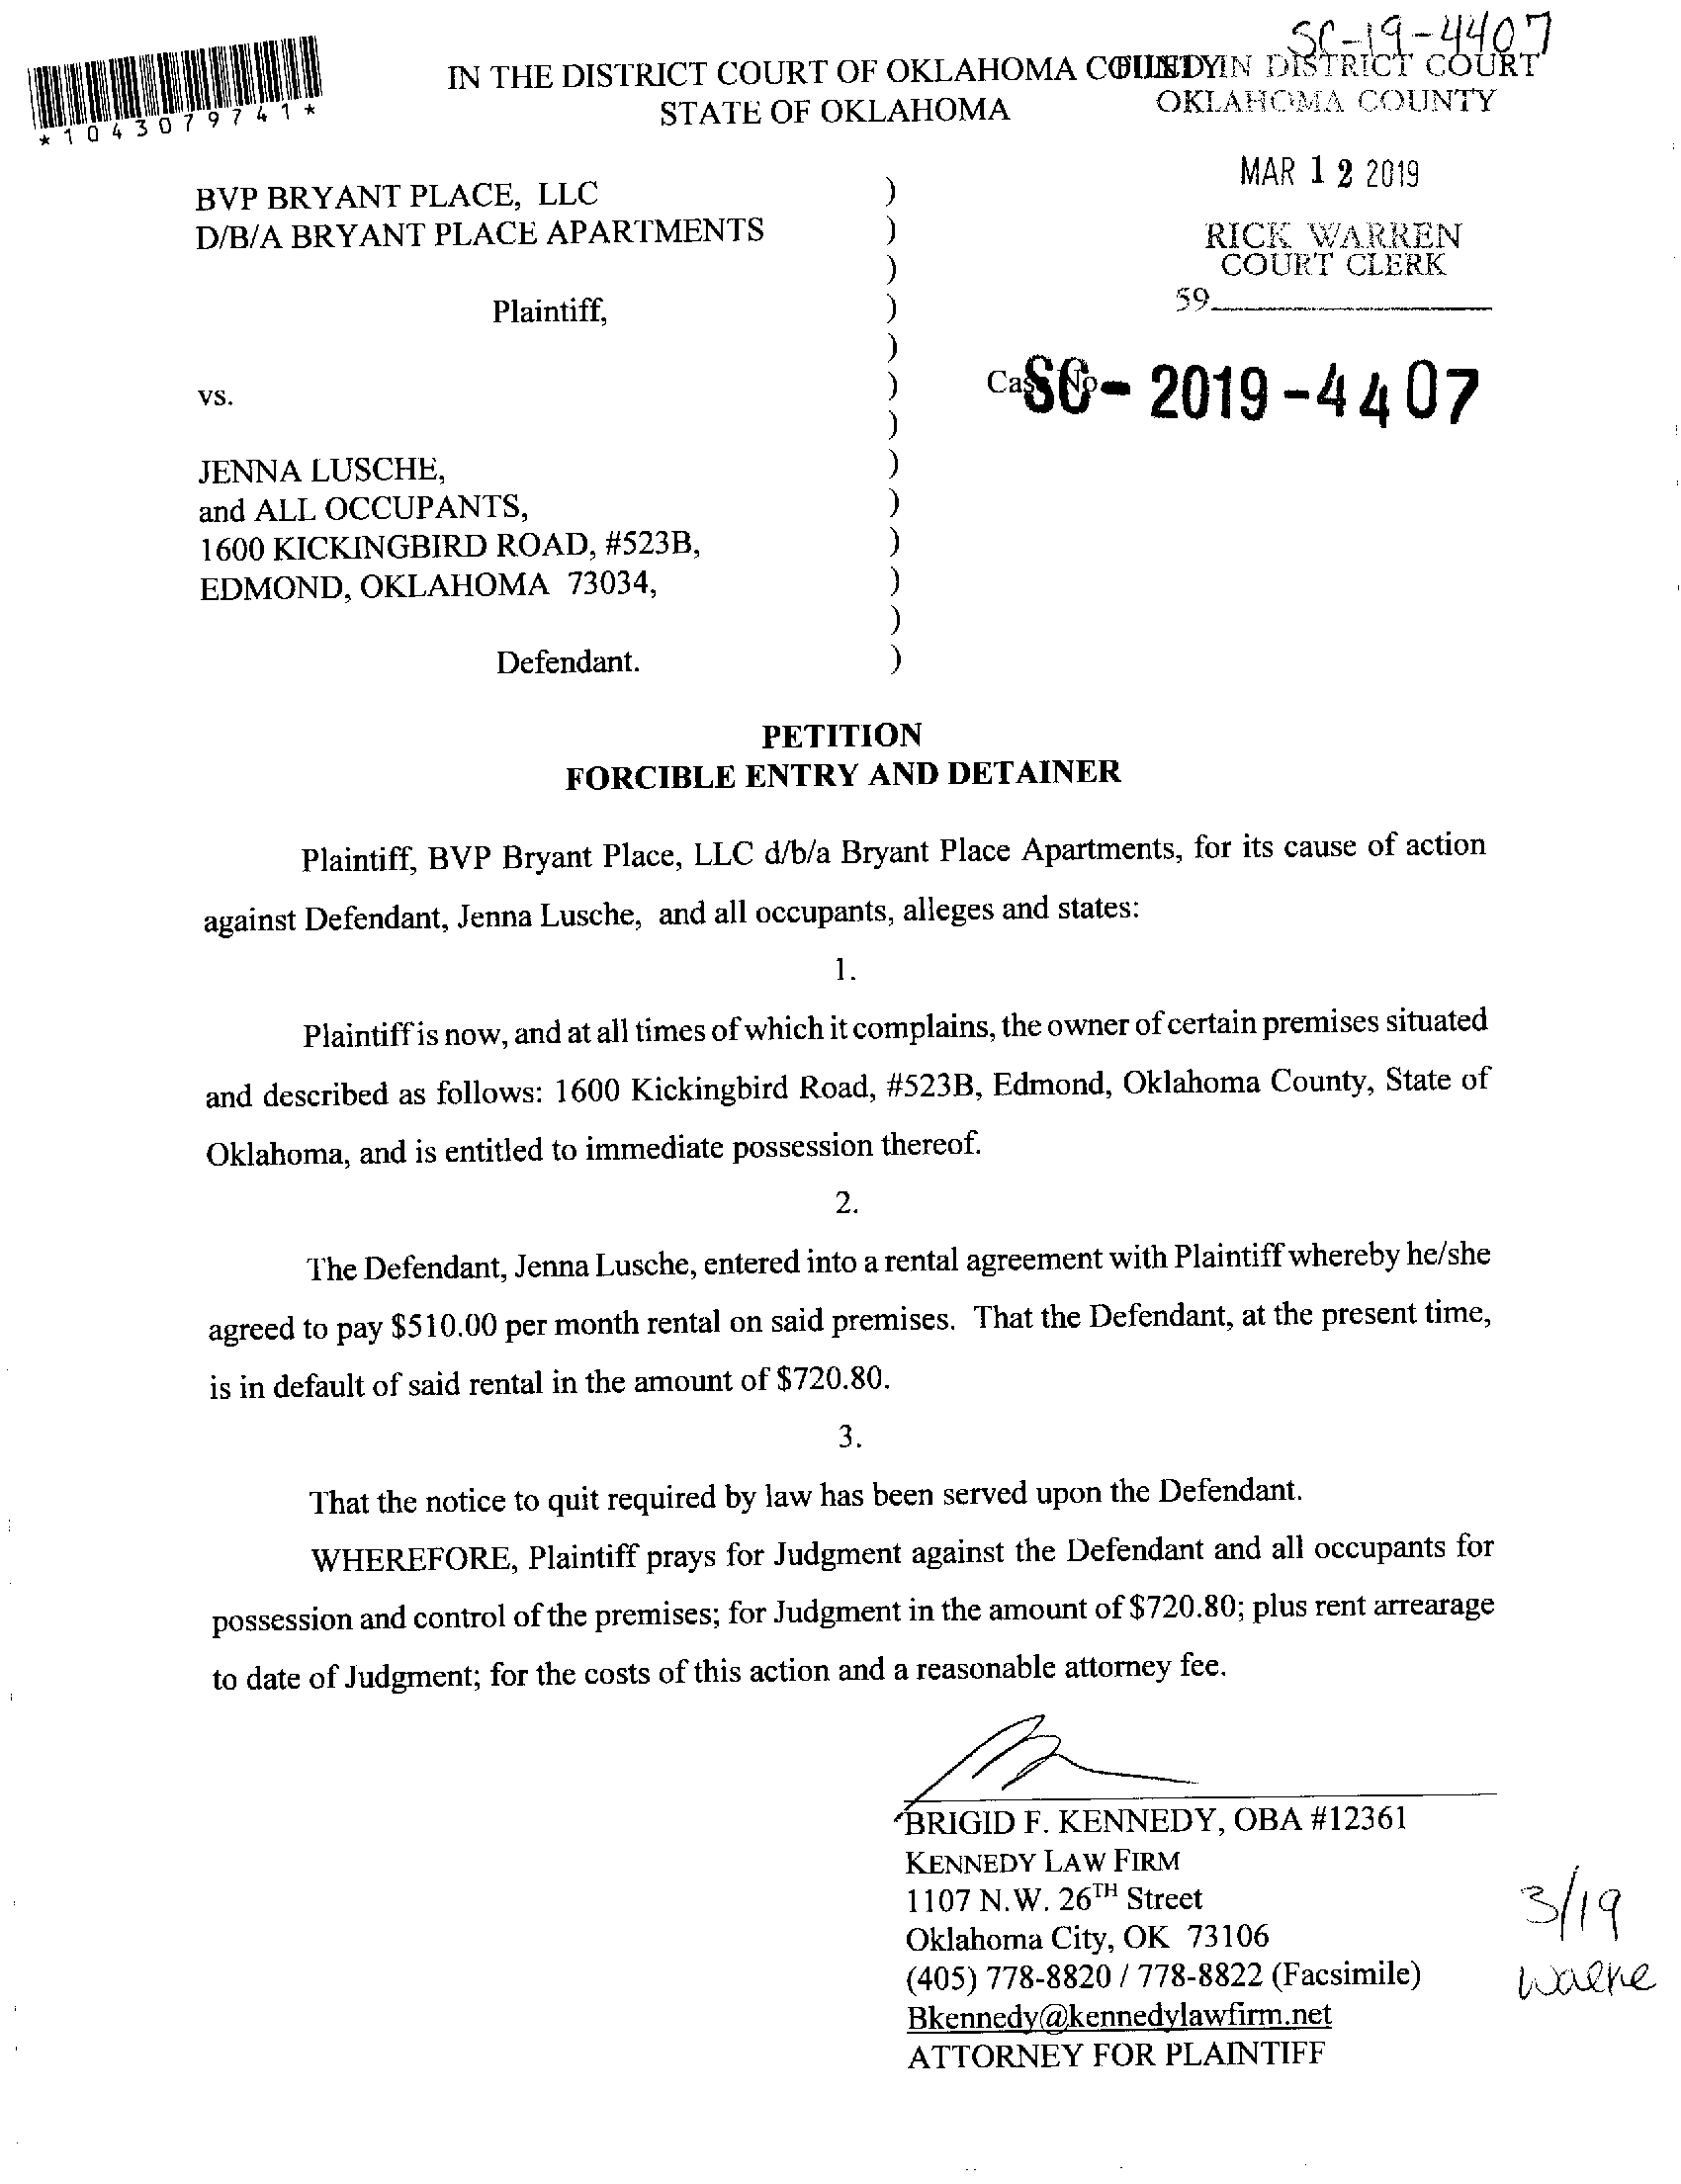 SC-19-4407
*1043079741*
IN THE DISTRICT COURT OF OKLAHOMA COUNTY
STATE OF OKLAHOMA
FILED IN DISTRICT COURT
OKLAHOMA COUNTY
MAR 12 2019
RICK WARREN
COURT CLERK
59
BVP BRYANT PLACE, LLC )
D/B/A BRYANT PLACE APARTMENTS )
)
Plaintiff, )
)
vs. ) Case No
SC - 2019 - 4407
)
JENNA LUSCHE, )
and ALL OCCUPANTS, )
1600 KICKINGBIRD ROAD, #523B, )
EDMOND, OKLAHOMA 73034, )
)
Defendant. )
PETITION
FORCIBLE ENTRY AND DETAINER
Plaintiff, BVP Bryant Place, LLC d/b/a Bryant Place Apartments, for its cause of action
against Defendant, Jenna Lusche, and all occupants, alleges and states:
1.
Plaintiff is now, and at all times of which it complains, the owner of certain premises situated
and described as follows: 1600 Kickingbird Road, #523B, Edmond, Oklahoma County, State of
Oklahoma, and is entitled to immediate possession thereof.
2.
The Defendant, Jenna Lusche, entered into a rental agreement with Plaintiff whereby he/she
agreed to pay $510.00 per month rental on said premises. That the Defendant, at the present time,
is in default of said rental in the amount of $720.80.
3.
That the notice to quit required by law has been served upon the Defendant.
WHEREFORE, Plaintiff prays for Judgment against the Defendant and all occupants for
possession and control of the premises; for Judgment in the amount of $720.80; plus rent arrearage
to date of Judgment; for the costs of this action and a reasonable attorney fee.
BRIGID F. KENNEDY, OBA #12361
KENNEDY LAW FIRM
1107 N.W. 26TH Street
Oklahoma City, OK 73106
(405) 778-8820 / 778-8822 (Facsimile)
Bkennedy@kennedylawfirm.net
ATTORNEY FOR PLAINTIFF
3/19
Walke